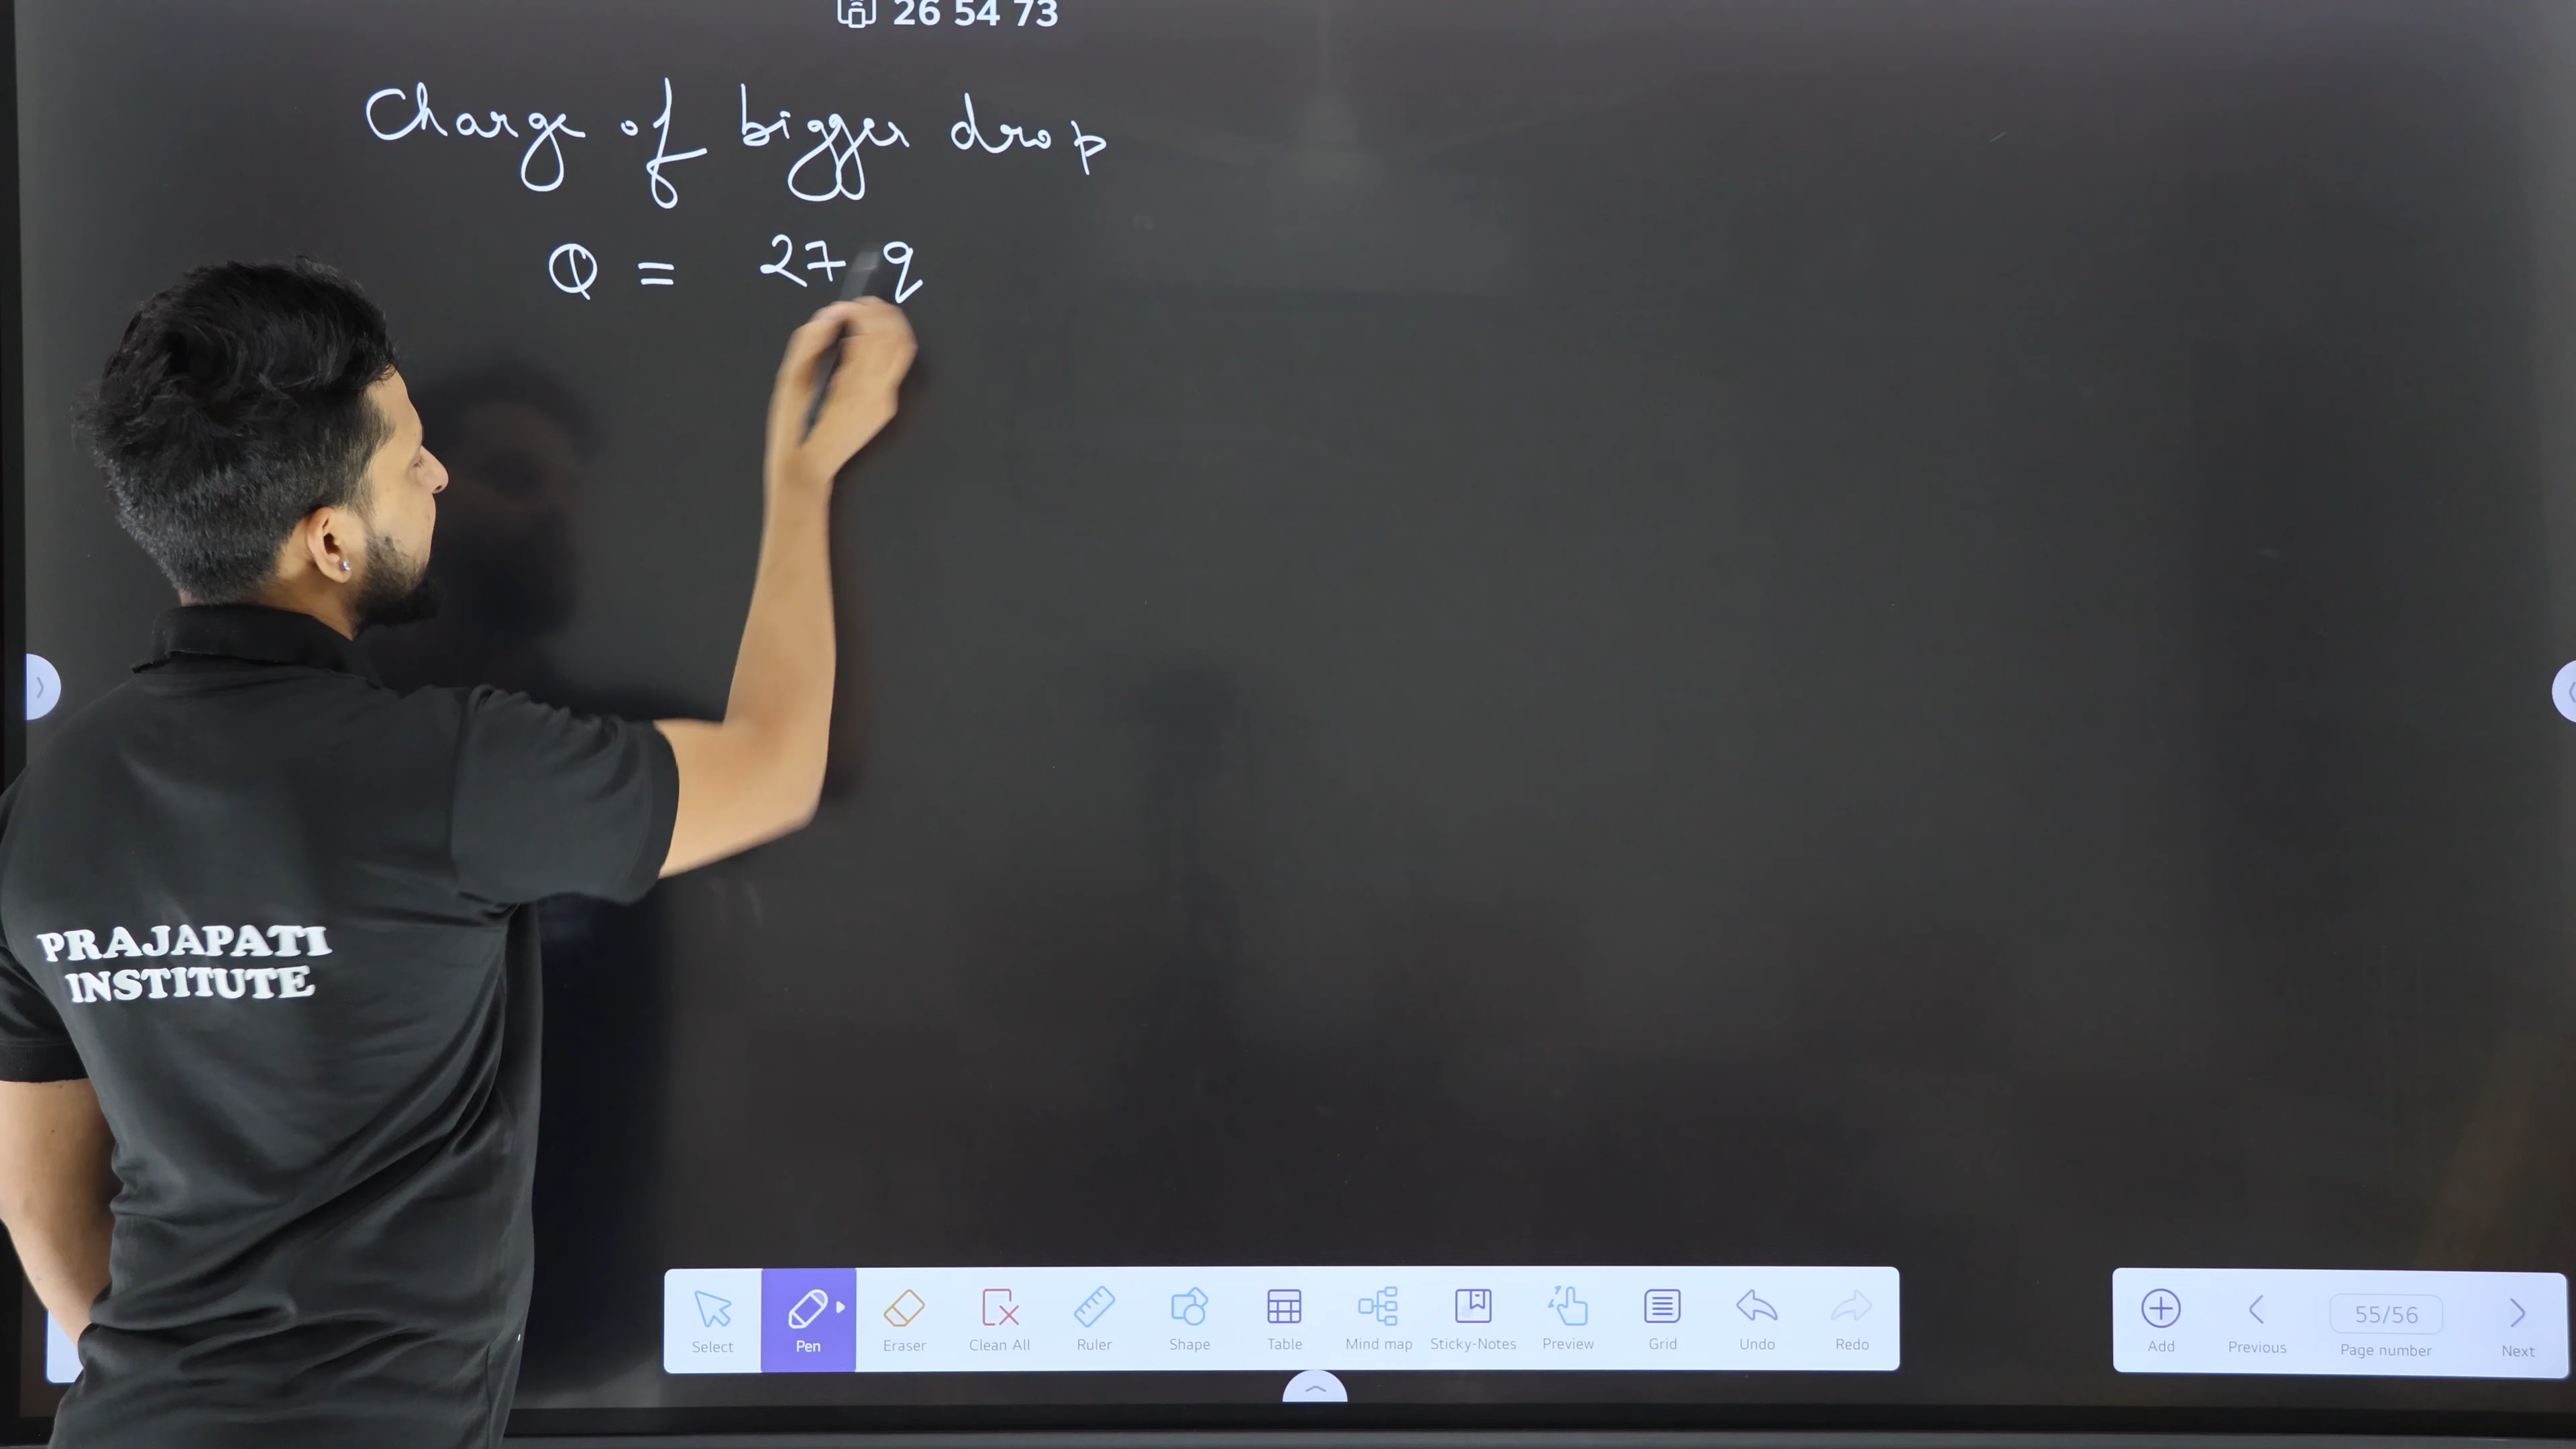 26 54 73
Charge of bigger drop
Q = 27 q
PRAJAPATI
INSTITUTE
Select
Pen
Eraser
Clean All
Ruler
Shape
Table
Mind map
Sticky-Notes
Preview
Grid
Undo
Redo
Add
Previous
55/56
Page number
Next